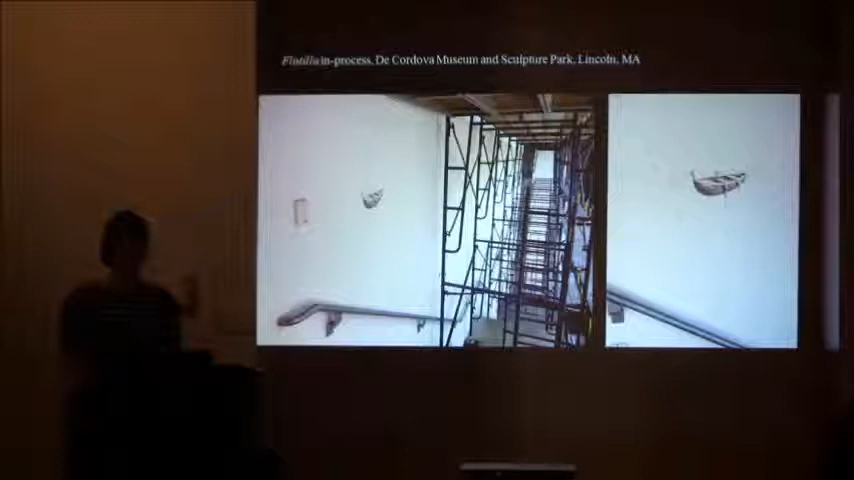 Flotilla in-process, De Cordova Museum and Sculpture Park, Lincoln, MA